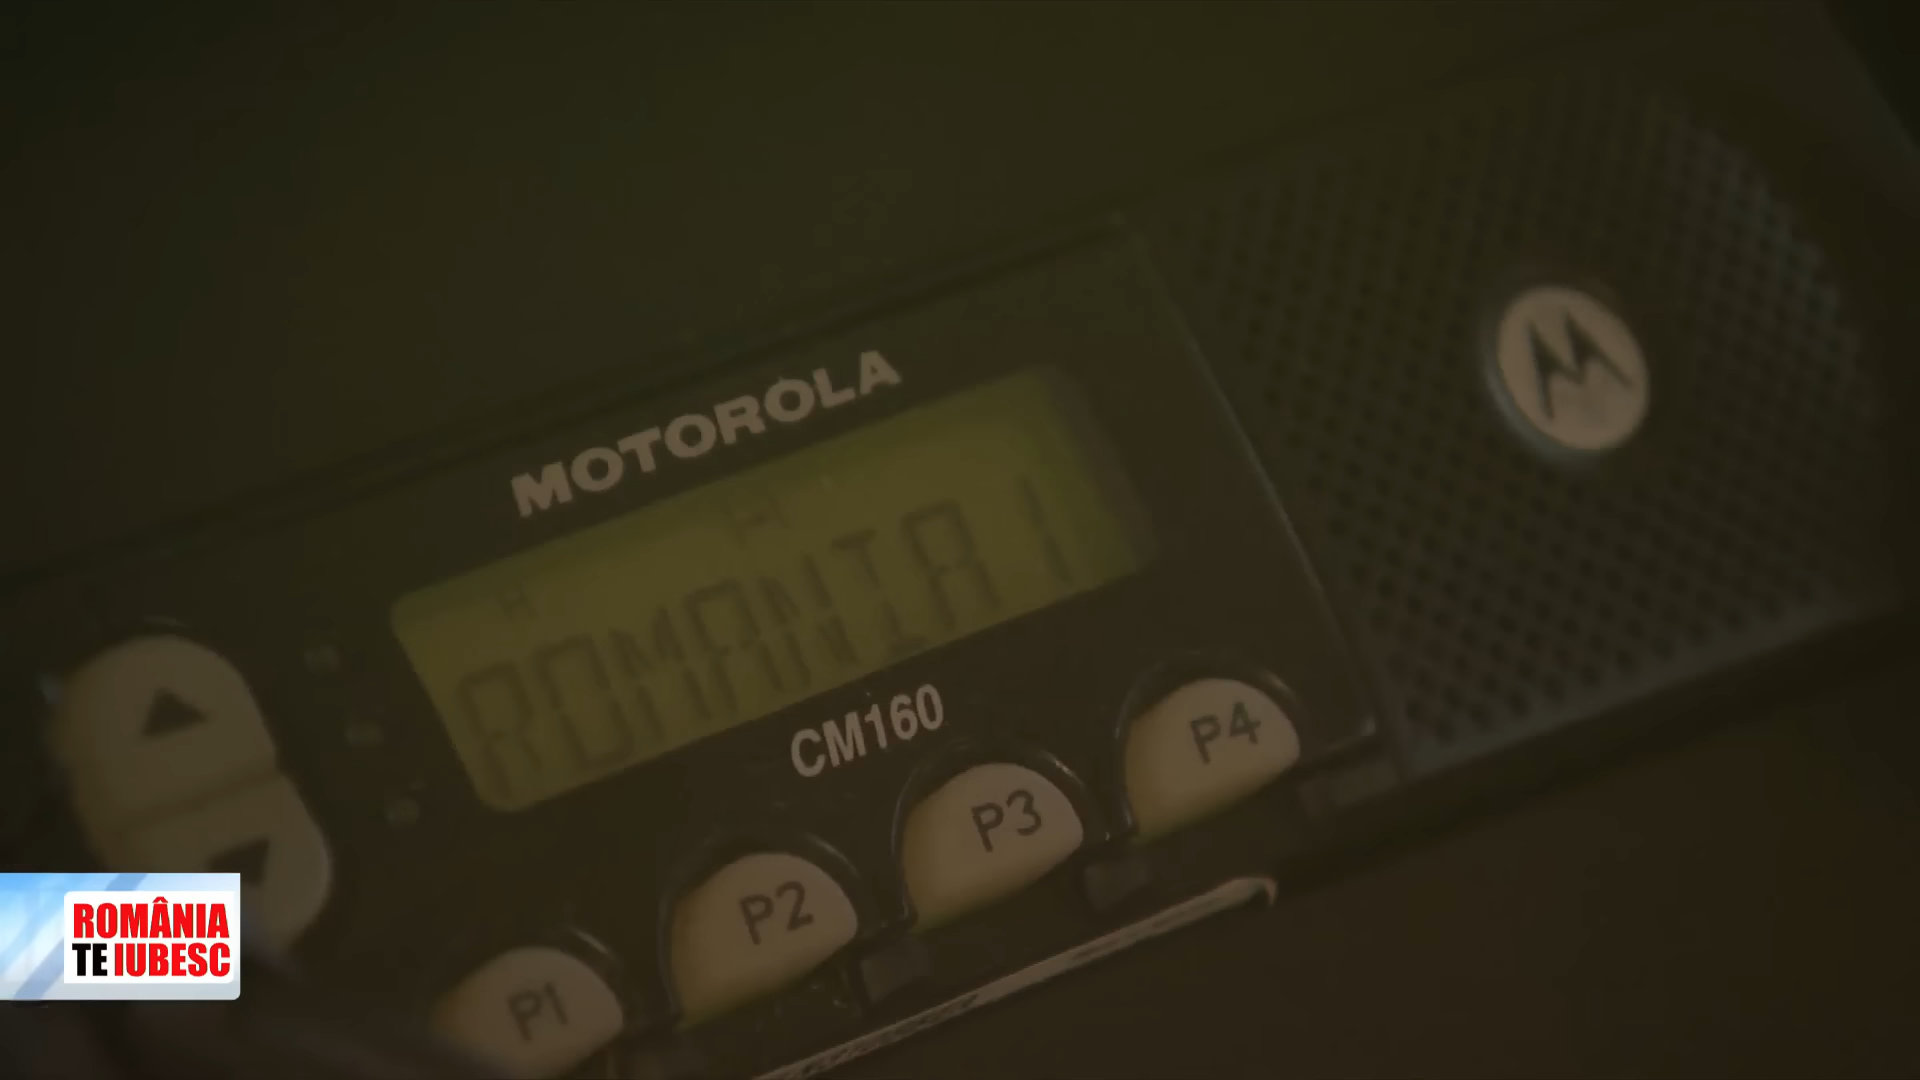 MOTOROLA
ROMANIA 1
CM160
P4
P3
P2
P1
ROMÂNIA
TE IUBESC